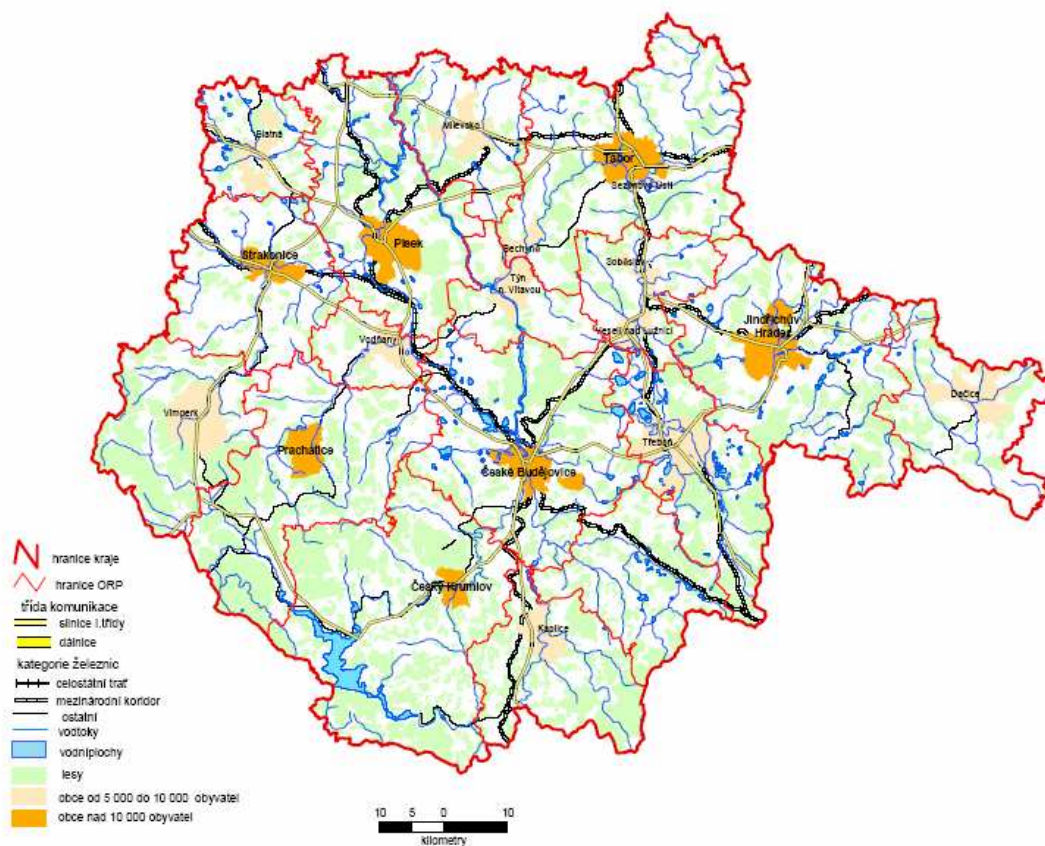 Blatná
Milevsko
Tábor
Sezimovo Ústí
Písek
Strakonice
Bechyně
Soběslav
Týn
n. Vltavou
Jindřichův
Hradec
Veselí nad Lužnicí
Vodňany
Dačice
Vimperk
Třeboň
Prachatice
České Budějovice
Český Krumlov
Kaplice
hranice kraje
hranice ORP
třída komunikace
silnice I.třídy
dálnice
kategorie železnic
celostátní trať
mezinárodní koridor
ostatní
vodtoky
vodníplochy
lesy
obce od 5 000 do 10 000 obyvatel
obce nad 10 000 obyvatel
10 5 0 10
kilometry